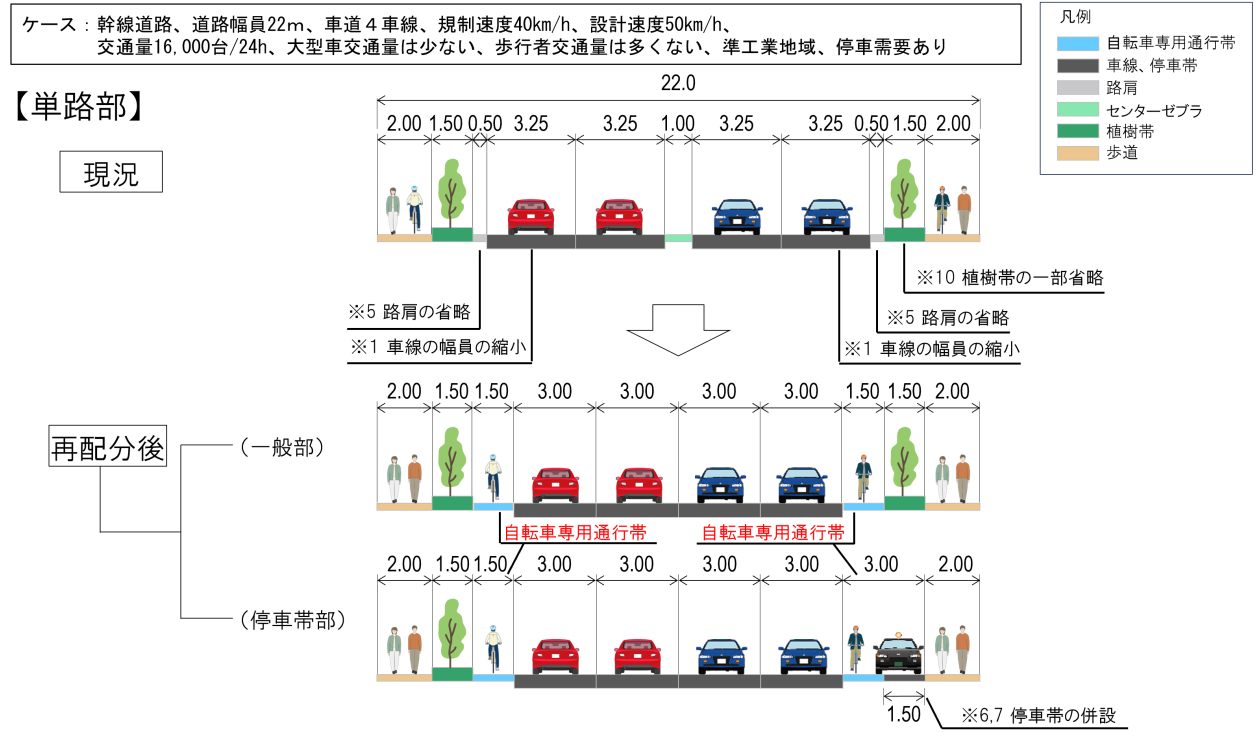 ケース：幹線道路、道路幅員22ｍ、車道４車線、規制速度40km/h、設計速度50km/h、
交通量16,000台/24h、大型車交通量は少ない、歩行者交通量は多くない、準工業地域、停車需要あり
凡例
自転車専用通行帯
車線、停車帯
路肩
センターゼブラ
植樹帯
歩道
【単路部】
現況
22.0
2.00 1.50 0.50 3.25 3.25 1.00 3.25 3.25 0.50 1.50 2.00
※10 植樹帯の一部省略
※5 路肩の省略
※5 路肩の省略
※1 車線の幅員の縮小
※1 車線の幅員の縮小
再配分後
（一般部）
2.00 1.50 1.50 3.00 3.00 3.00 3.00 1.50 1.50 2.00
自転車専用通行帯
自転車専用通行帯
（停車帯部）
2.00 1.50 1.50 3.00 3.00 3.00 3.00 3.00 2.00
1.50
※6,7 停車帯の併設